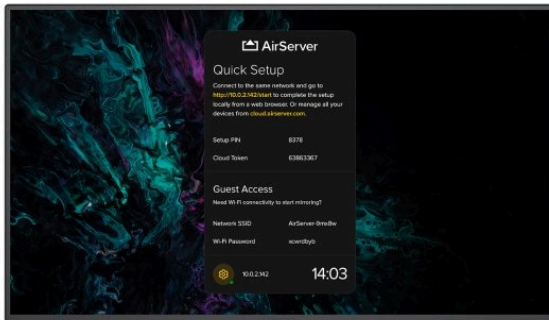 AirServer
Quick Setup
Connect to the same network and go to
http://10.0.2.142/start to complete the setup
locally from a web browser. Or manage all your
devices from cloud.airserver.com.
Setup PIN 8378
Cloud Token 63863367
Guest Access
Need Wi-Fi connectivity to start mirroring?
Network SSID AirServer-9mx8w
Wi-Fi Password xcwrdbyb
10.0.2.142 14:03